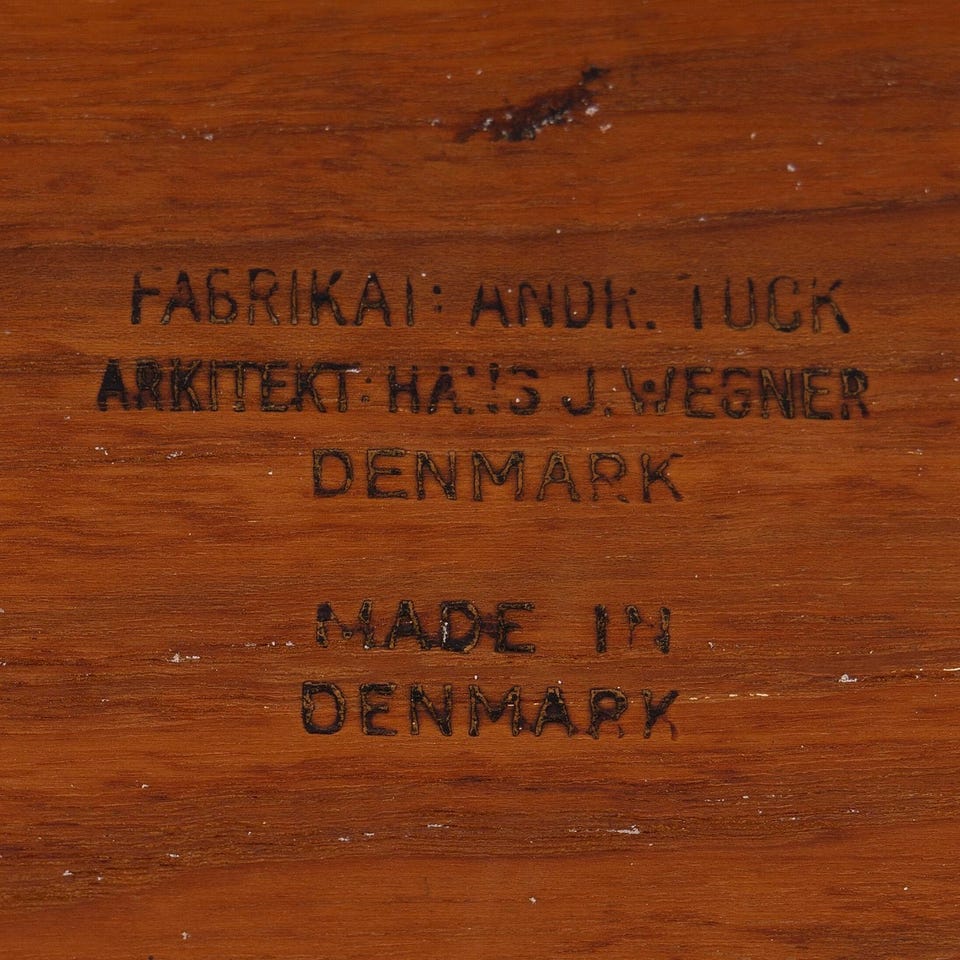 FABRIKAT: ANDR. TUCK
ARKITEKT: HANS J. WEGNER
DENMARK
MADE IN
DENMARK